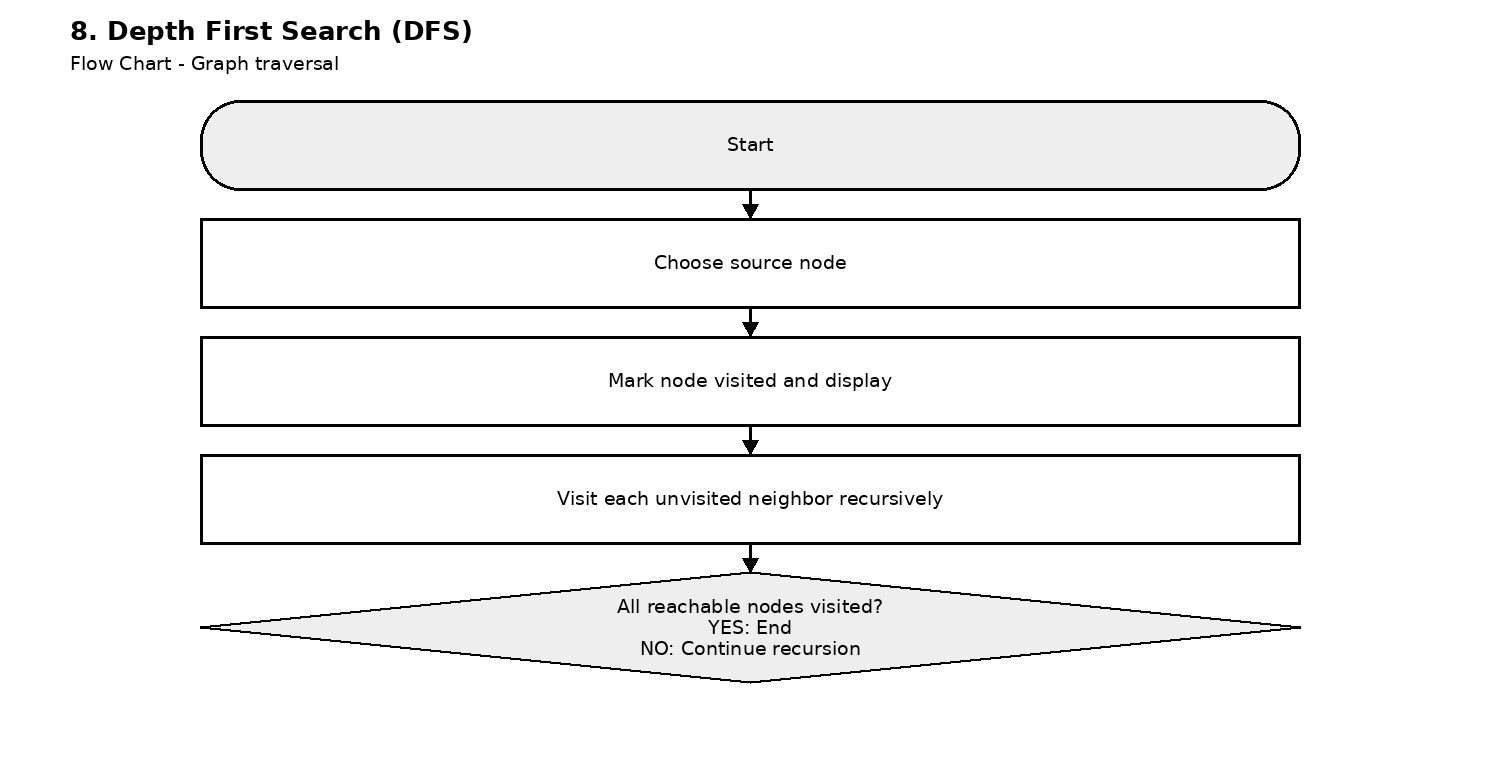 8. Depth First Search (DFS)
Flow Chart - Graph traversal
Start
Choose source node
Mark node visited and display
Visit each unvisited neighbor recursively
All reachable nodes visited?
YES: End
NO: Continue recursion